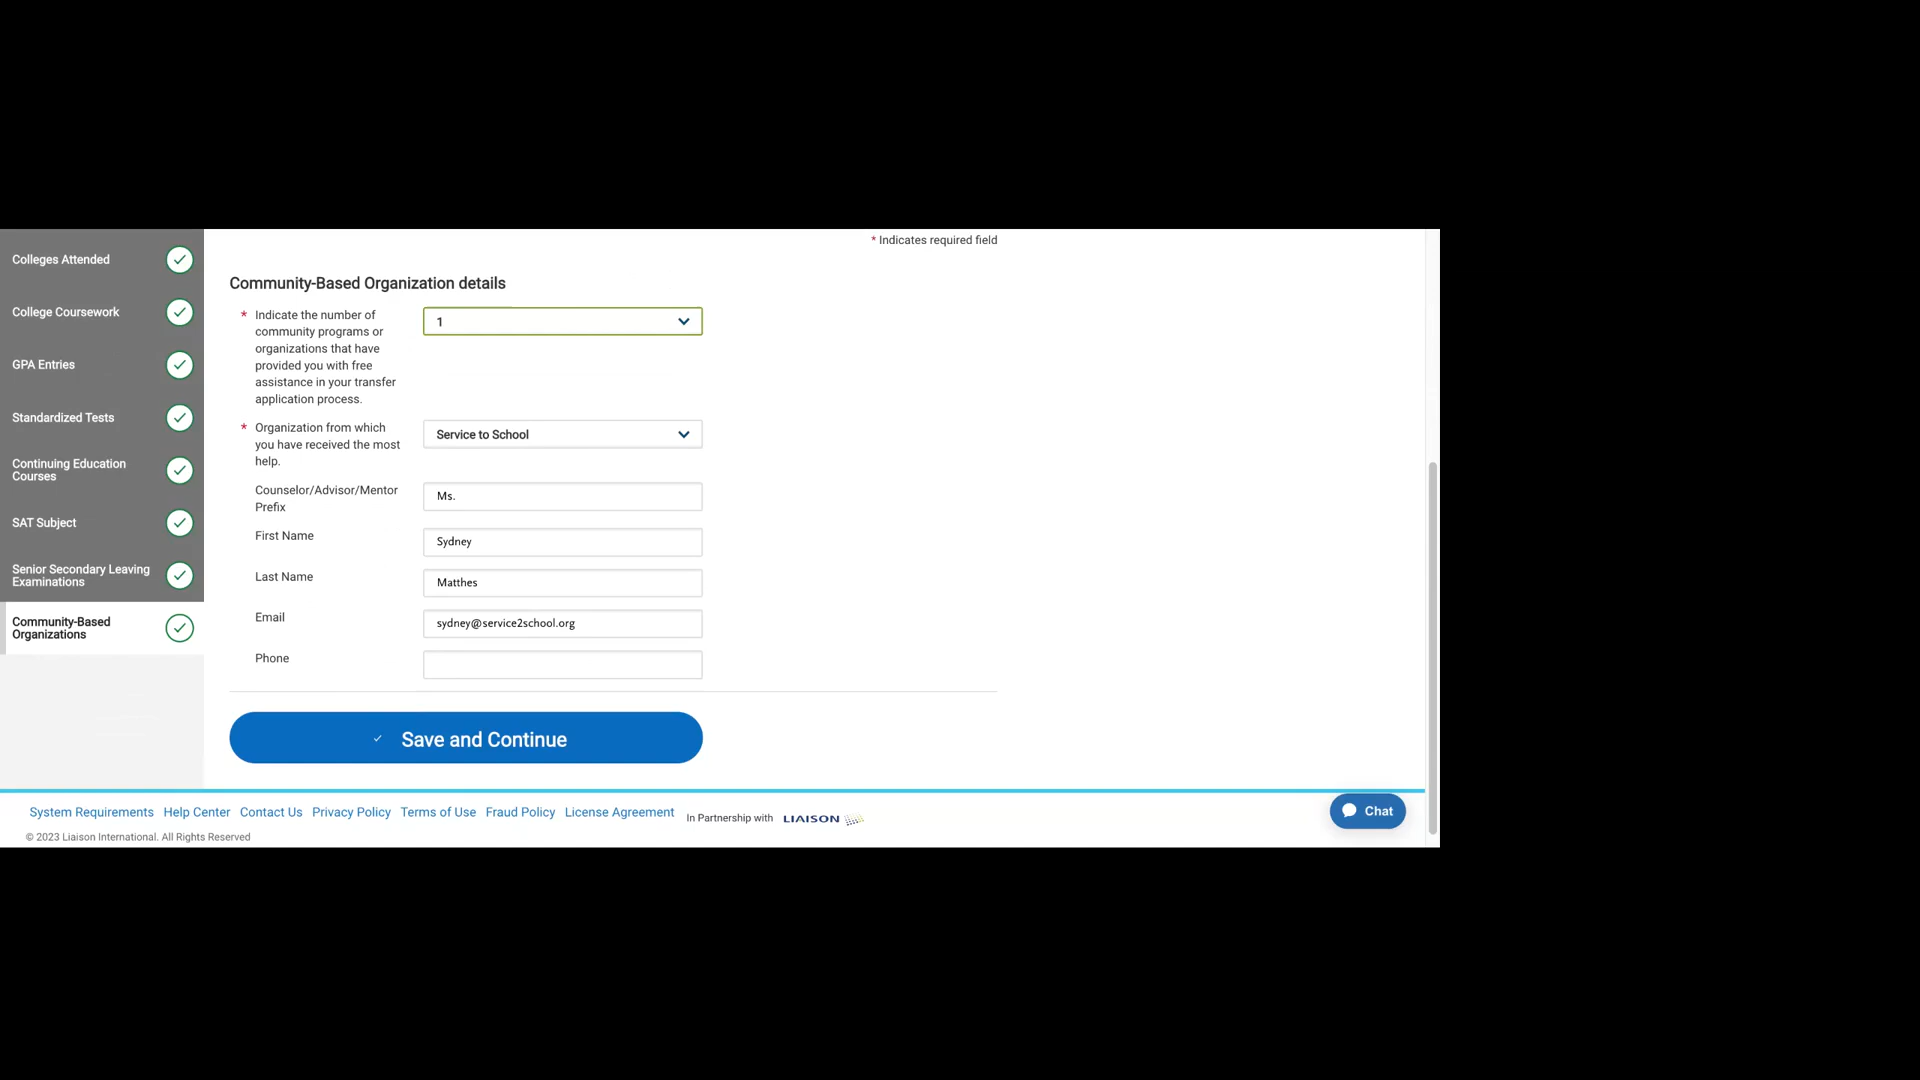 Colleges Attended
College Coursework
GPA Entries
Standardized Tests
Continuing Education
Courses
SAT Subject
Senior Secondary Leaving
Examinations
Community-Based
Organizations
* Indicates required field
Community-Based Organization details
* Indicate the number of
community programs or
organizations that have
provided you with free
assistance in your transfer
application process.
1
* Organization from which
you have received the most
help.
Service to School
Counselor/Advisor/Mentor
Prefix
Ms.
First Name
Sydney
Last Name
Matthes
Email
sydney@service2school.org
Phone
Save and Continue
System Requirements Help Center Contact Us Privacy Policy Terms of Use Fraud Policy License Agreement In Partnership with LIAISON
Chat
© 2023 Liaison International. All Rights Reserved